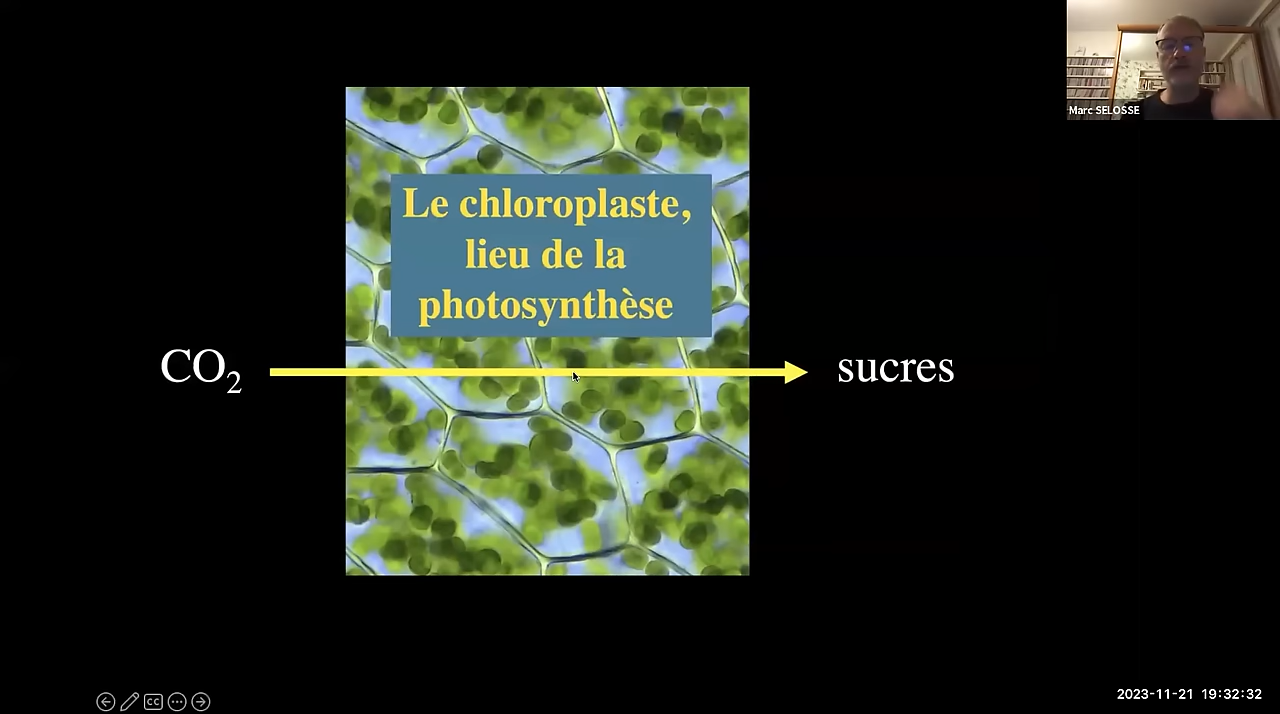 Marc SELOSSE
Le chloroplaste,
lieu de la
photosynthèse
CO₂
sucres
CC
2023-11-21 19:32:32